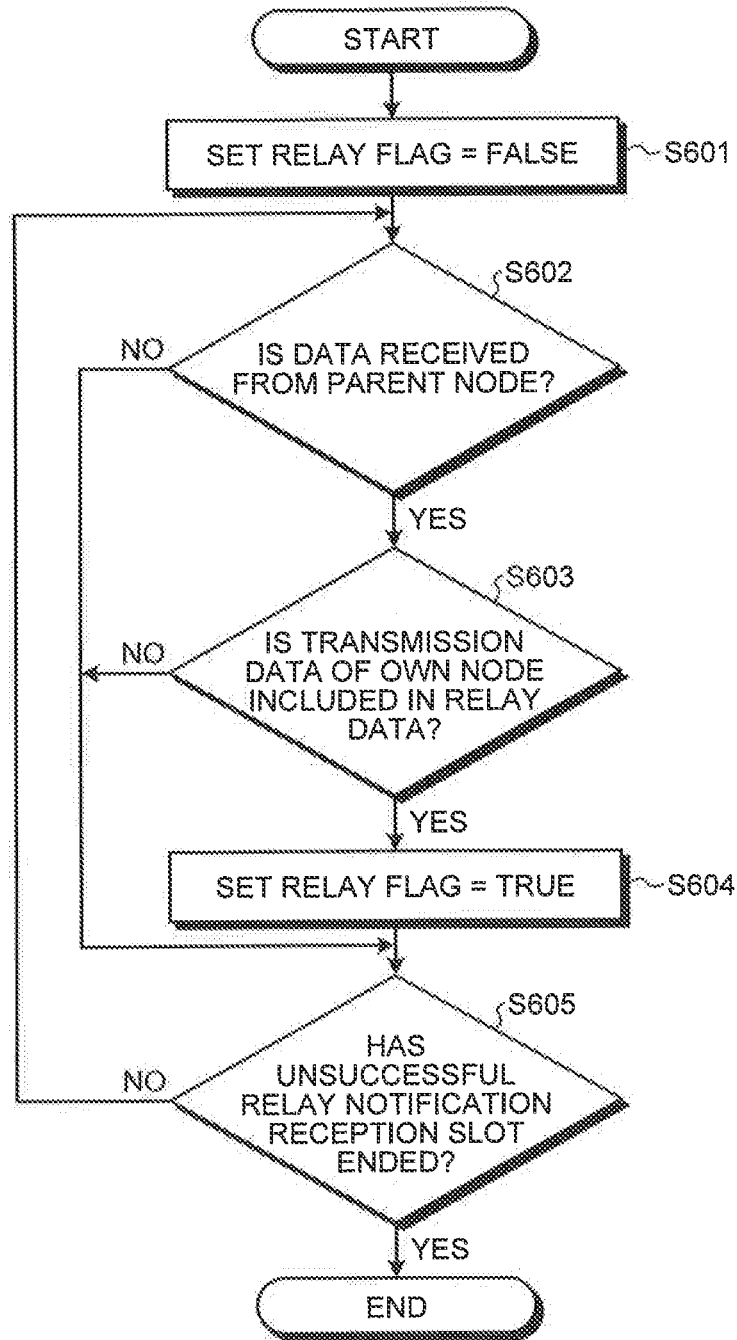 START
SET RELAY FLAG = FALSE
S601
S602
NO
IS DATA RECEIVED
FROM PARENT NODE?
YES
S603
NO
IS TRANSMISSION
DATA OF OWN NODE
INCLUDED IN RELAY
DATA?
YES
SET RELAY FLAG = TRUE
S604
S605
NO
HAS
UNSUCCESSFUL
RELAY NOTIFICATION
RECEPTION SLOT
ENDED?
YES
END